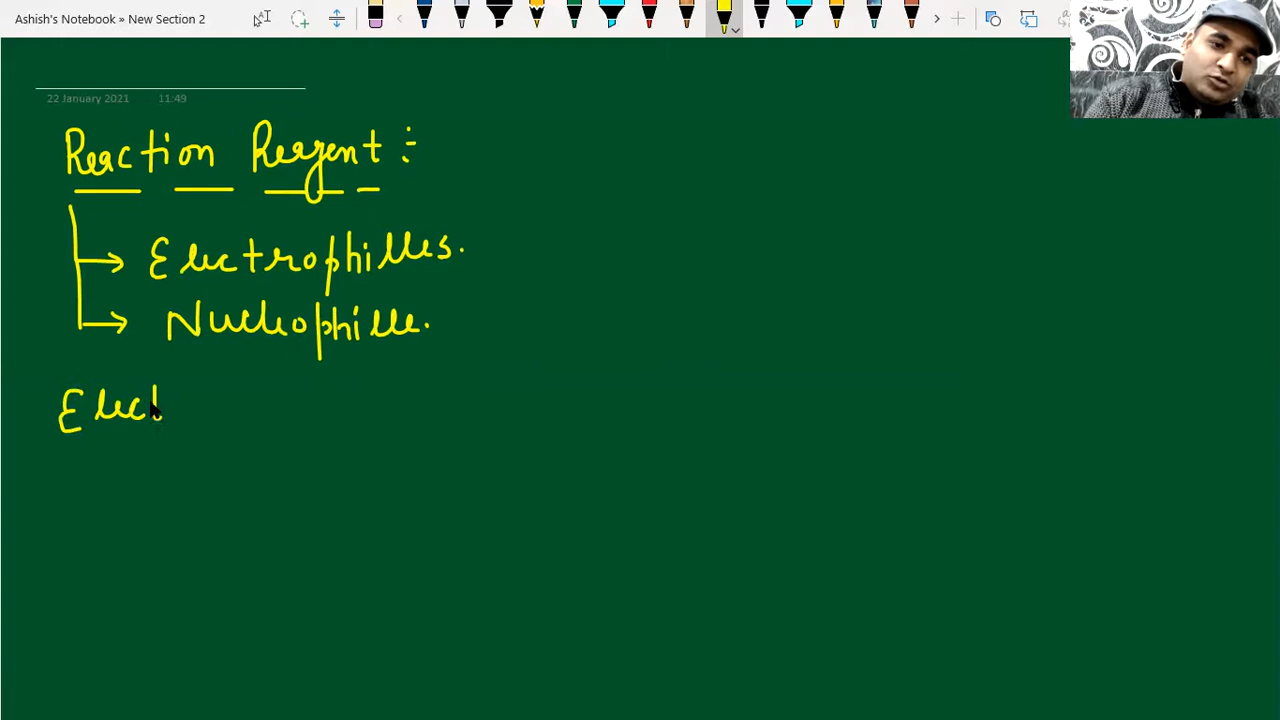 Ashish's Notebook » New Section 2
22 January 2021 11:49
Reaction Reagent :-
→ Electrophilles.
→ Nucleophille.
Elect